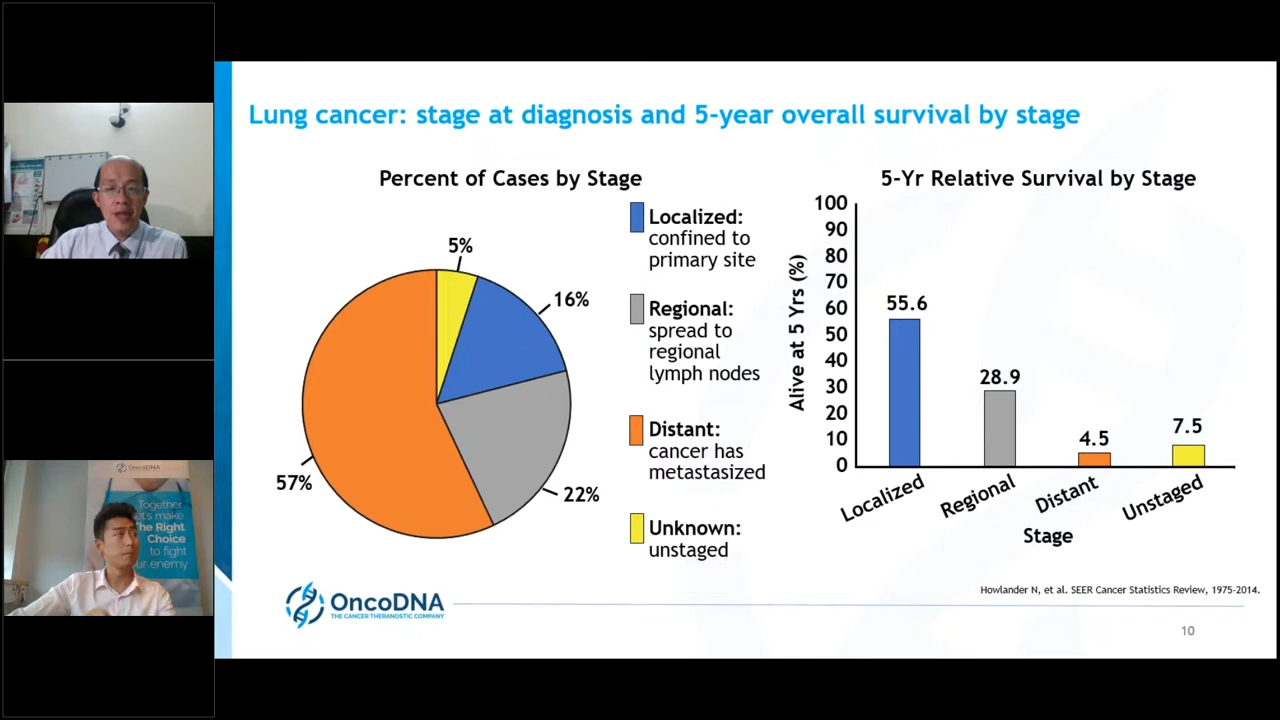 Lung cancer: stage at diagnosis and 5-year overall survival by stage
Percent of Cases by Stage
5%
16%
22%
57%
Localized:
confined to
primary site
Regional:
spread to
regional
lymph nodes
Distant:
cancer has
metastasized
Unknown:
unstaged
5-Yr Relative Survival by Stage
Alive at 5 Yrs (%)
100
90
80
70
60
50
40
30
20
10
0
55.6
28.9
4.5
7.5
Localized
Regional
Distant
Unstaged
Stage
Howlander N, et al. SEER Cancer Statistics Review, 1975-2014.
OncoDNA
THE CANCER THERANOSTIC COMPANY
10
OncoDNA
Together
let's make
The Right
Choice
to fight
our enemy